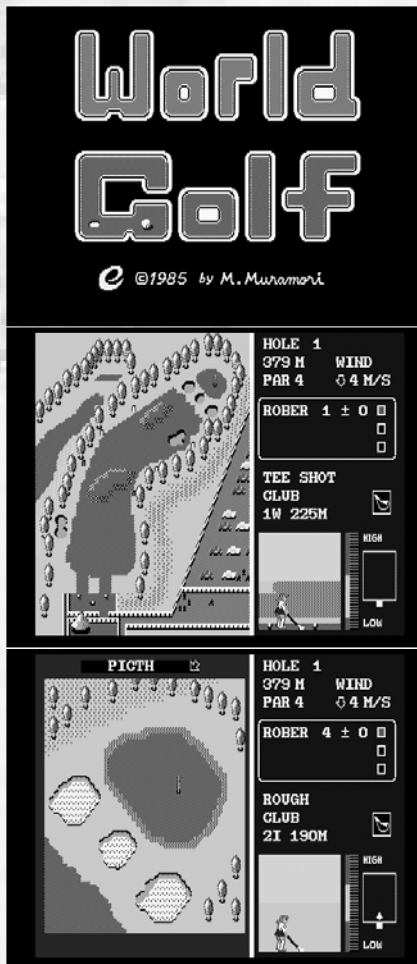 World
Golf
e ©1985 by M.Muramori
HOLE 1
379 M WIND
PAR 4 ⇩4 M/S
ROBER 1 ± 0
TEE SHOT
CLUB
1W 225M
HIGH
LOW
PICTH
HOLE 1
379 M WIND
PAR 4 ⇩4 M/S
ROBER 4 ± 0
ROUGH
CLUB
2I 190M
HIGH
LOW